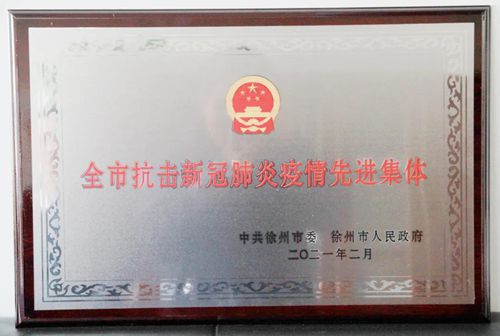 全市抗击新冠肺炎疫情先进集体
中共徐州市委 徐州市人民政府
二〇二一年二月